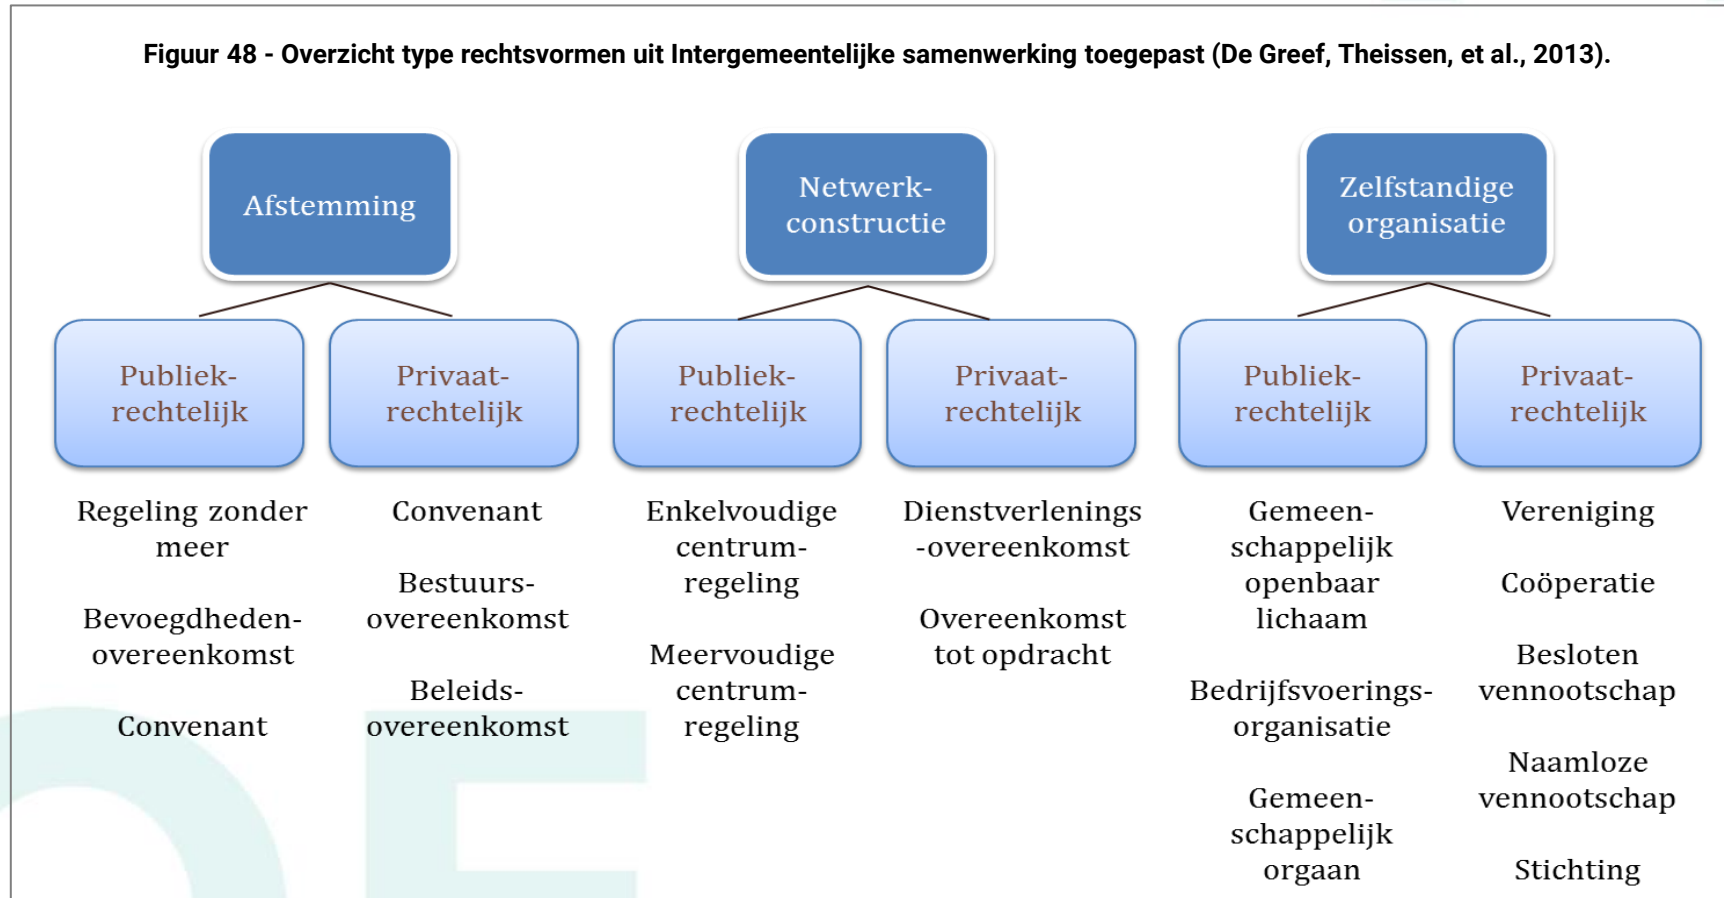 Figuur 48 - Overzicht type rechtsvormen uit Intergemeentelijke samenwerking toegepast (De Greef, Theissen, et al., 2013).
Afstemming
Publiek-
rechtelijk
Regeling zonder
meer
Bevoegdheden-
overeenkomst
Convenant
Privaat-
rechtelijk
Convenant
Bestuurs-
overeenkomst
Beleids-
overeenkomst
Netwerk-
constructie
Publiek-
rechtelijk
Enkelvoudige
centrum-
regeling
Meervoudige
centrum-
regeling
Privaat-
rechtelijk
Dienstverlenings
-overeenkomst
Overeenkomst
tot opdracht
Zelfstandige
organisatie
Publiek-
rechtelijk
Gemeen-
schappelijk
openbaar
lichaam
Bedrijfsvoerings-
organisatie
Gemeen-
schappelijk
orgaan
Privaat-
rechtelijk
Vereniging
Coöperatie
Besloten
vennootschap
Naamloze
vennootschap
Stichting